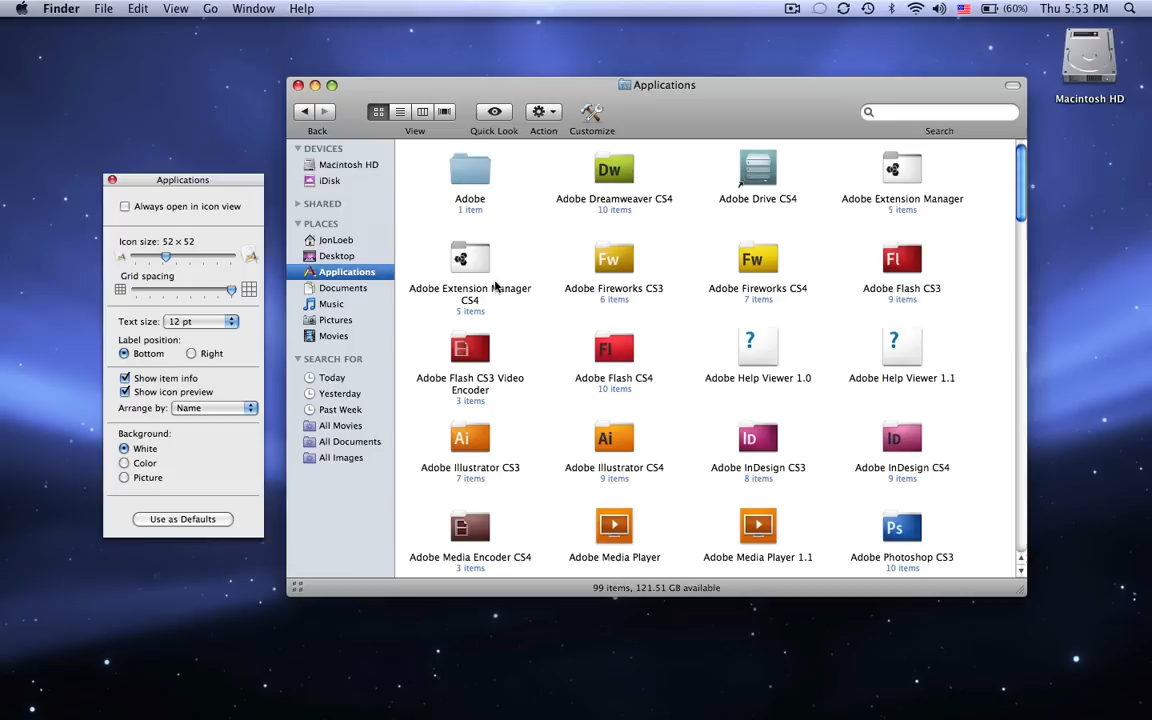 Finder File Edit View Go Window Help (60%) Thu 5:53 PM
Macintosh HD
Applications
Back View Quick Look Action Customize Search
DEVICES
Macintosh HD
iDisk
SHARED
PLACES
JonLoeb
Desktop
Applications
Documents
Music
Pictures
Movies
SEARCH FOR
Today
Yesterday
Past Week
All Movies
All Documents
All Images
Adobe
1 item
Dw
Adobe Dreamweaver CS4
10 items
Adobe Drive CS4
Adobe Extension Manager
5 items
Adobe Extension Manager
CS4
5 items
Fw
Adobe Fireworks CS3
6 items
Fw
Adobe Fireworks CS4
7 items
Fl
Adobe Flash CS3
9 items
Adobe Flash CS3 Video
Encoder
3 items
Fl
Adobe Flash CS4
10 items
?
Adobe Help Viewer 1.0
?
Adobe Help Viewer 1.1
Ai
Adobe Illustrator CS3
7 items
Ai
Adobe Illustrator CS4
9 items
Id
Adobe InDesign CS3
8 items
Id
Adobe InDesign CS4
9 items
Adobe Media Encoder CS4
3 items
Adobe Media Player
Adobe Media Player 1.1
Ps
Adobe Photoshop CS3
10 items
99 items, 121.51 GB available
Applications
Always open in icon view
Icon size: 52 × 52
Grid spacing
Text size: 12 pt
Label position:
Bottom Right
Show item info
Show icon preview
Arrange by: Name
Background:
White
Color
Picture
Use as Defaults